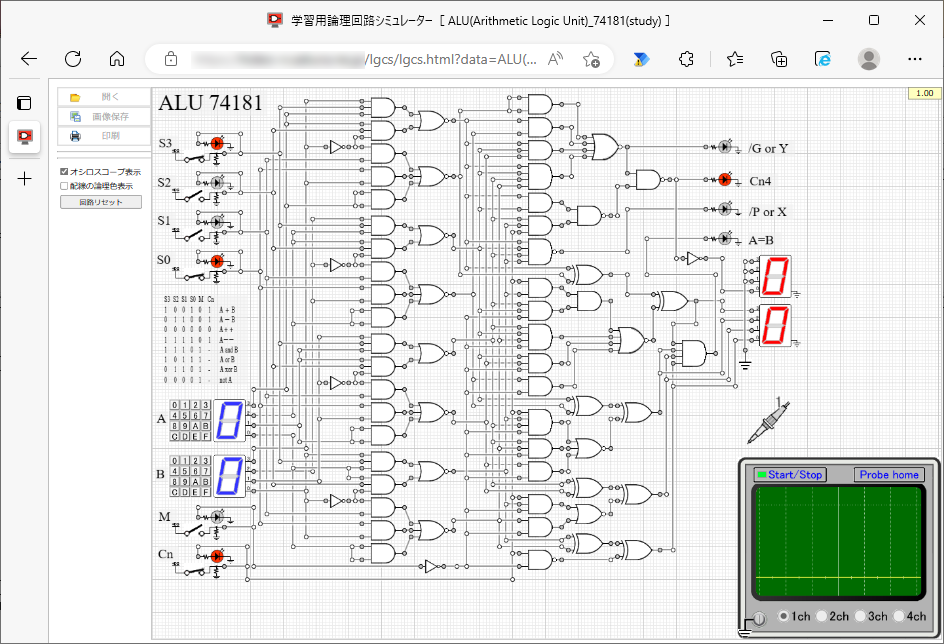 学習用論理回路シミュレーター [ ALU(Arithmetic Logic Unit)_74181(study) ]
/lgcs/lgcs.html?data=ALU(...
開く
画像保存
印刷
オシロスコープ表示
配線の論理色表示
回路リセット
1.00
ALU 74181
S3
S2
S1
S0
S3 S2 S1 S0 M Cn
1 0 0 1 0 1 A + B
0 1 1 0 0 0 A − B
0 0 0 0 0 0 A + +
1 1 1 1 0 1 A − −
1 1 1 0 1 - A and B
1 0 1 1 1 - A or B
0 1 1 0 1 - A xor B
0 0 0 0 1 - not A
A
0 1 2 3
4 5 6 7
8 9 A B
C D E F
0
B
0 1 2 3
4 5 6 7
8 9 A B
C D E F
0
M
Cn
/G or Y
Cn4
/P or X
A=B
0
0
1
Start/Stop
Probe home
1ch 2ch 3ch 4ch